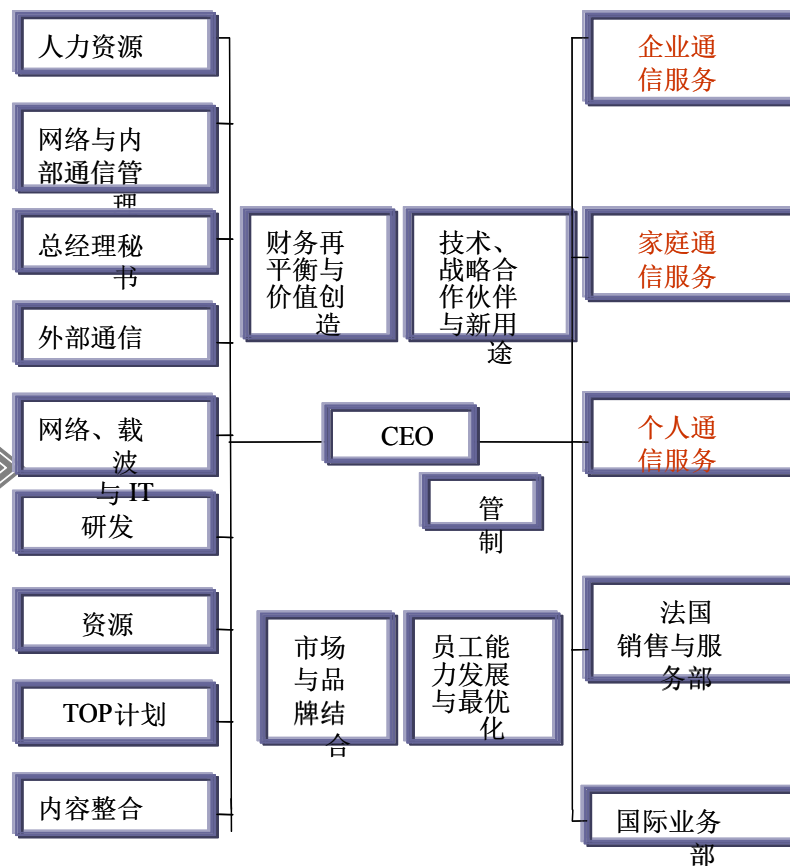 人力资源
网络与内
部通信管
理
总经理秘
书
外部通信
网络、载
波
与 IT
研发
资源
TOP计划
内容整合
财务再
平衡与
价值创
造
技术、
战略合
作伙伴
与新用
途
CEO
管
制
市场
与品
牌结
合
员工能
力发展
与最优
化
企业通
信服务
家庭通
信服务
个人通
信服务
法国
销售与服
务部
国际业务
部